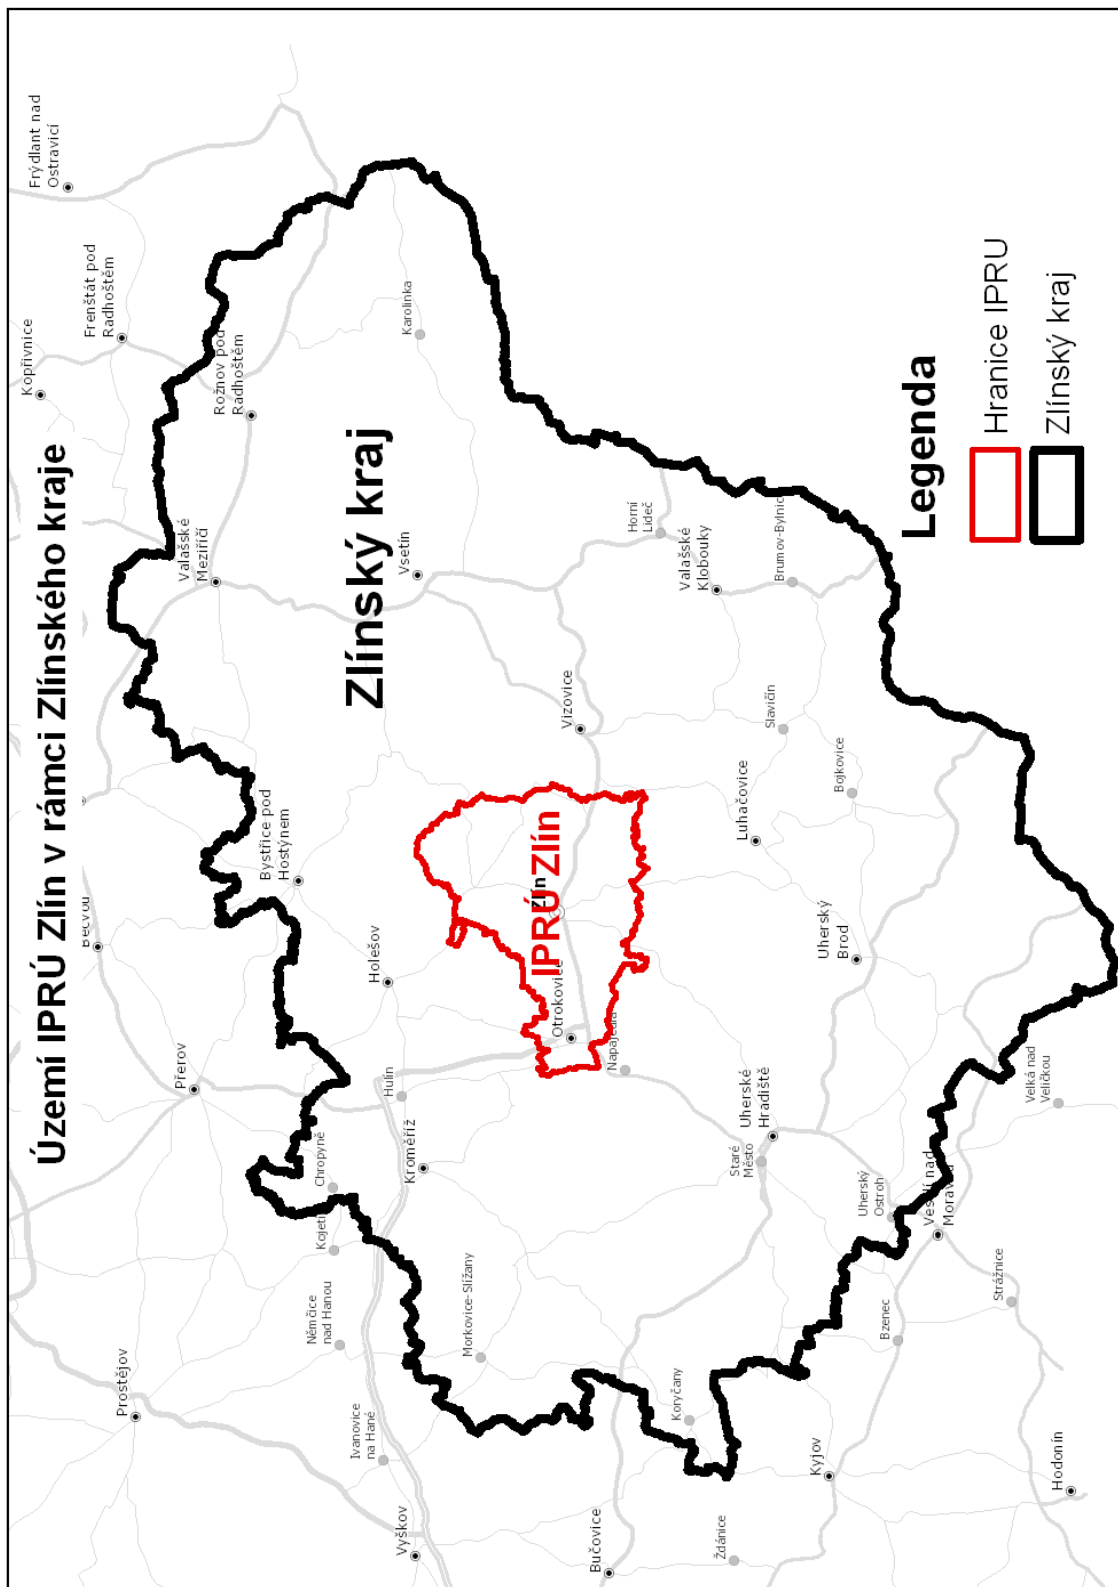 Území IPRÚ Zlín v rámci Zlínského kraje
Kopřivnice
Frýdlant nad
Ostravicí
Frenštát pod
Radhoštěm
Rožnov pod
Radhoštěm
Valašské
Meziříčí
Karolinka
Vsetín
Zlínský kraj
Bečvou
Bystřice pod
Hostýnem
Přerov
Holešov
Hulín
Chropyně
Kroměříž
Kojetí
Němčice
nad Hanou
Prostějov
Ivanovice
na Hané
Vyškov
Morkovice-Slížany
Vizovice
Zlín
IPRÚ Zlín
Otrokovice
Napajedla
Horní
Lideč
Valašské
Klobouky
Brumov-Bylnic
Slavičín
Luhačovice
Bojkovice
Uherský
Brod
Uherské
Hradiště
Staré
Město
Uherský
Ostroh
Veselí nad
Moravou
Velká nad
Veličkou
Strážnice
Bzenec
Koryčany
Kyjov
Bučovice
Ždánice
Hodonín
Legenda
Hranice IPRU
Zlínský kraj